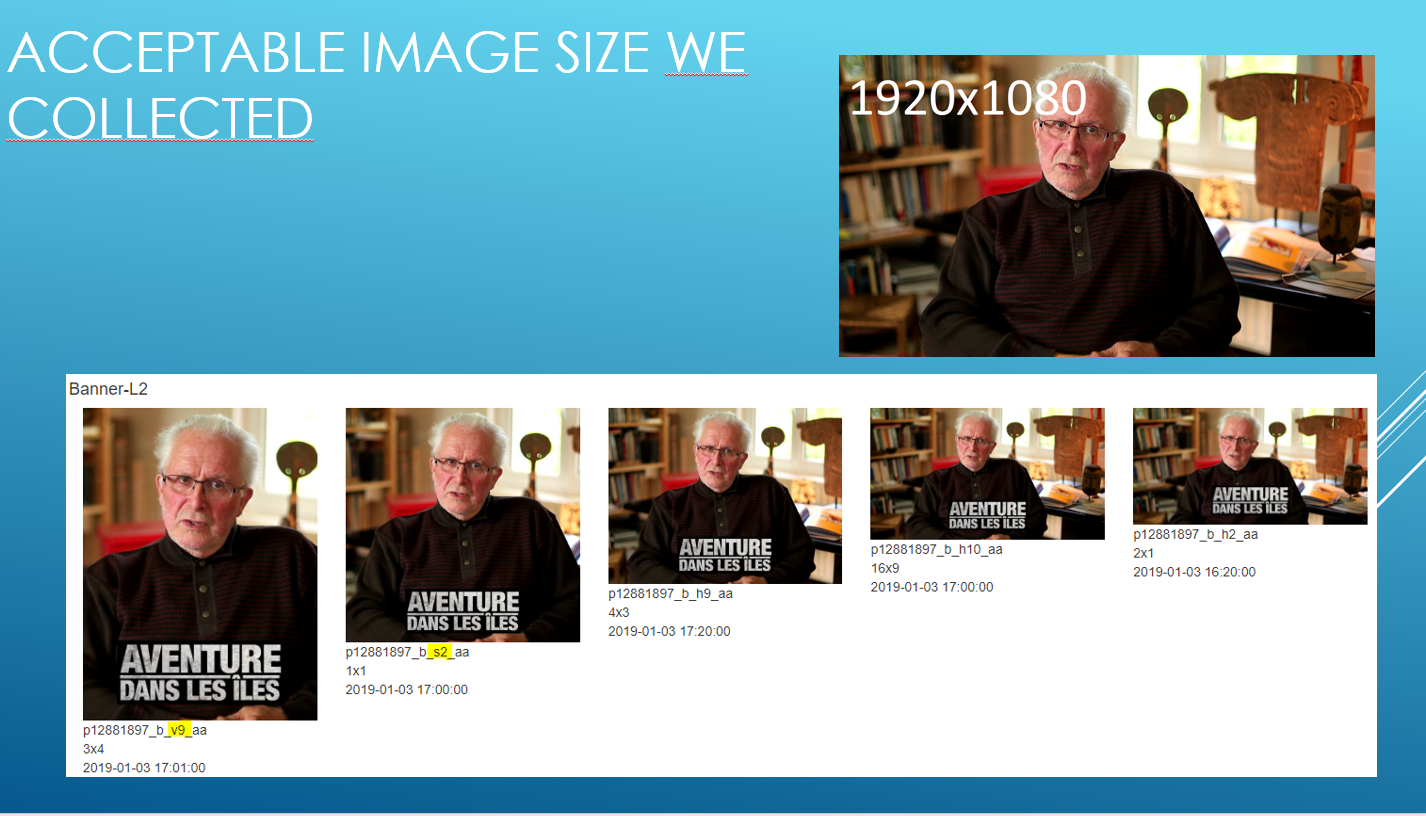 ACCEPTABLE IMAGE SIZE WE
COLLECTED
1920x1080
Banner-L2
AVENTURE
DANS LES ÎLES
p12881897_b_v9_aa
3x4
2019-01-03 17:01:00
AVENTURE
DANS LES ÎLES
p12881897_b_s2_aa
1x1
2019-01-03 17:00:00
AVENTURE
DANS LES ÎLES
p12881897_b_h9_aa
4x3
2019-01-03 17:20:00
AVENTURE
DANS LES ÎLES
p12881897_b_h10_aa
16x9
2019-01-03 17:00:00
AVENTURE
DANS LES ÎLES
p12881897_b_h2_aa
2x1
2019-01-03 16:20:00